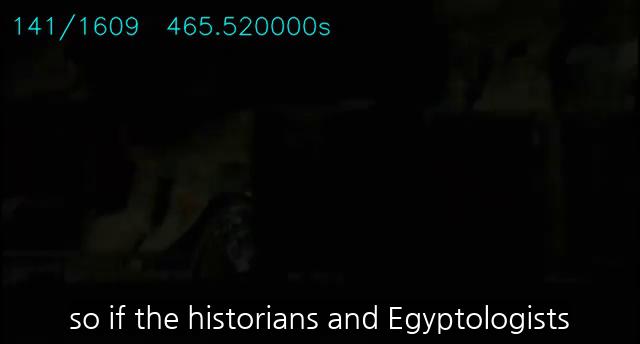 141/1609 465.520000s
so if the historians and Egyptologists